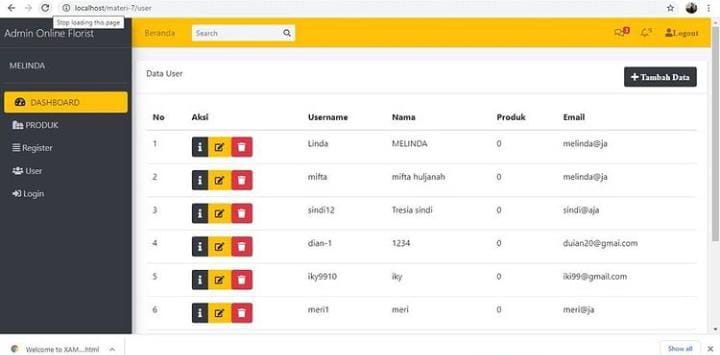 localhost/materi-7/user
Stop loading this page
Admin Online Florist
Beranda
Search
3
Logout
MELINDA
Data User
Tambah Data
DASHBOARD
PRODUK
Register
User
Login
No Aksi Username Nama Produk Email
1 Linda MELINDA 0 melinda@ja
2 mifta mifta huljanah 0 melinda@ja
3 sindi12 Tresia sindi 0 sindi@aja
4 dian-1 1234 0 duian20@gmai.com
5 iky9910 iky 0 iki99@gmail.com
6 meri1 meri 0 meri@ja
Welcome to XAM....html
Show all